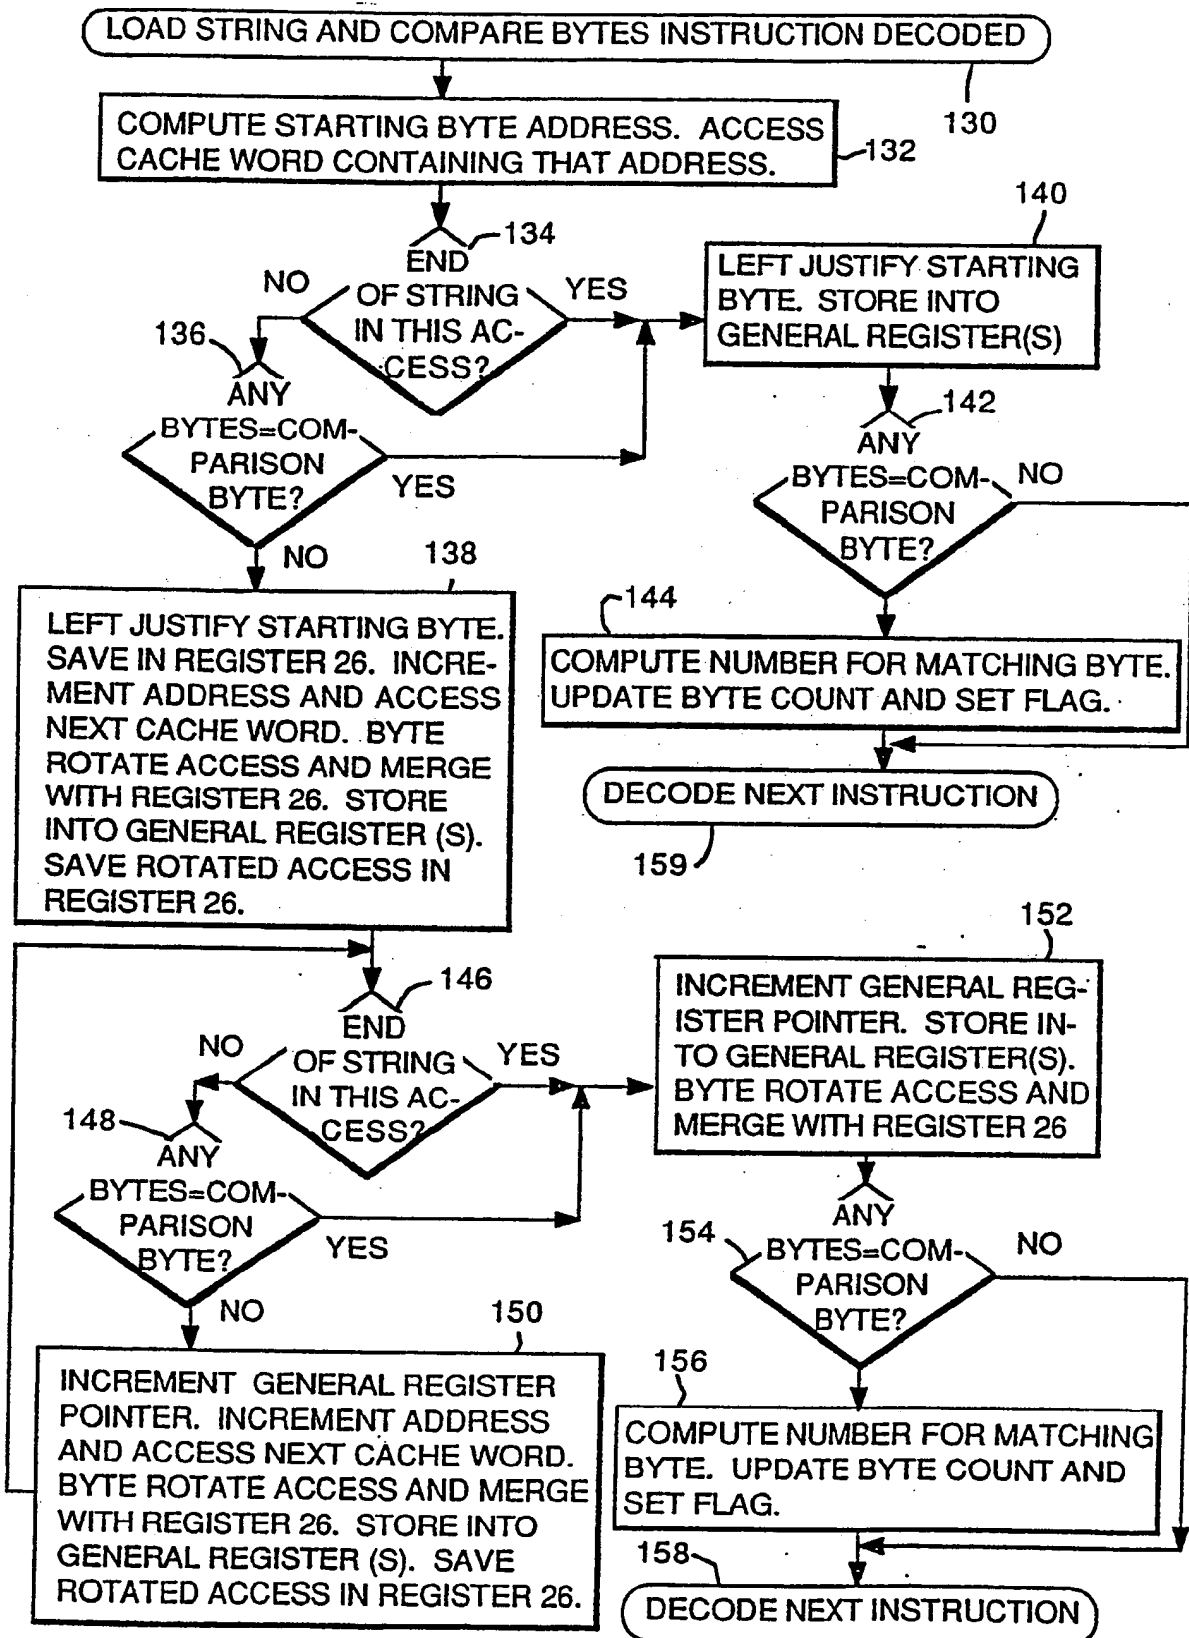 LOAD STRING AND COMPARE BYTES INSTRUCTION DECODED
130
COMPUTE STARTING BYTE ADDRESS. ACCESS
CACHE WORD CONTAINING THAT ADDRESS.
132
134
END
OF STRING
IN THIS AC-
CESS?
NO
YES
140
LEFT JUSTIFY STARTING
BYTE. STORE INTO
GENERAL REGISTER(S)
136
ANY
BYTES=COM-
PARISON
BYTE?
YES
NO
142
ANY
BYTES=COM-
PARISON
BYTE?
NO
138
LEFT JUSTIFY STARTING BYTE.
SAVE IN REGISTER 26. INCRE-
MENT ADDRESS AND ACCESS
NEXT CACHE WORD. BYTE
ROTATE ACCESS AND MERGE
WITH REGISTER 26. STORE
INTO GENERAL REGISTER (S).
SAVE ROTATED ACCESS IN
REGISTER 26.
144
COMPUTE NUMBER FOR MATCHING BYTE.
UPDATE BYTE COUNT AND SET FLAG.
DECODE NEXT INSTRUCTION
159
146
END
OF STRING
IN THIS AC-
CESS?
NO
YES
152
INCREMENT GENERAL REG-
ISTER POINTER. STORE IN-
TO GENERAL REGISTER(S).
BYTE ROTATE ACCESS AND
MERGE WITH REGISTER 26
148
ANY
BYTES=COM-
PARISON
BYTE?
YES
NO
154
ANY
BYTES=COM-
PARISON
BYTE?
NO
150
INCREMENT GENERAL REGISTER
POINTER. INCREMENT ADDRESS
AND ACCESS NEXT CACHE WORD.
BYTE ROTATE ACCESS AND MERGE
WITH REGISTER 26. STORE INTO
GENERAL REGISTER (S). SAVE
ROTATED ACCESS IN REGISTER 26.
156
COMPUTE NUMBER FOR MATCHING
BYTE. UPDATE BYTE COUNT AND
SET FLAG.
158
DECODE NEXT INSTRUCTION